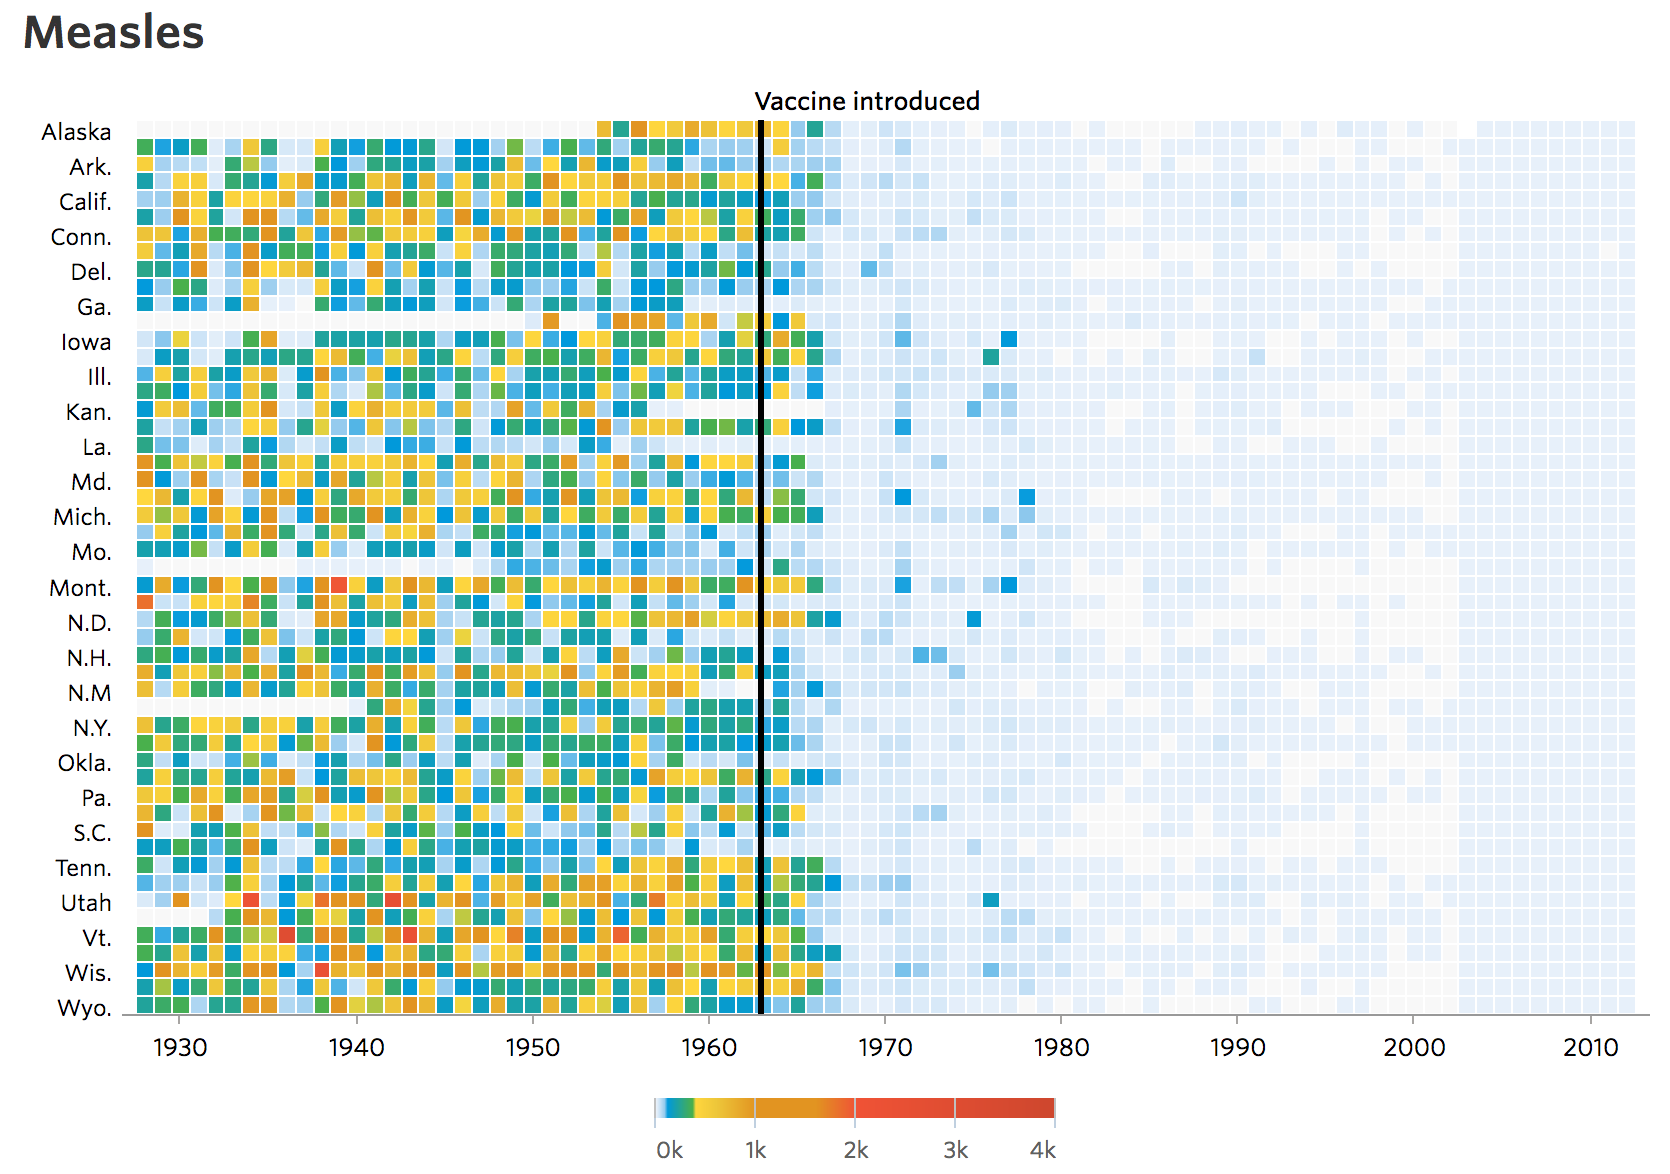 Measles
Vaccine introduced
Alaska
Ark.
Calif.
Conn.
Del.
Ga.
Iowa
Ill.
Kan.
La.
Md.
Mich.
Mo.
Mont.
N.D.
N.H.
N.M
N.Y.
Okla.
Pa.
S.C.
Tenn.
Utah
Vt.
Wis.
Wyo.
1930 1940 1950 1960 1970 1980 1990 2000 2010
0k 1k 2k 3k 4k